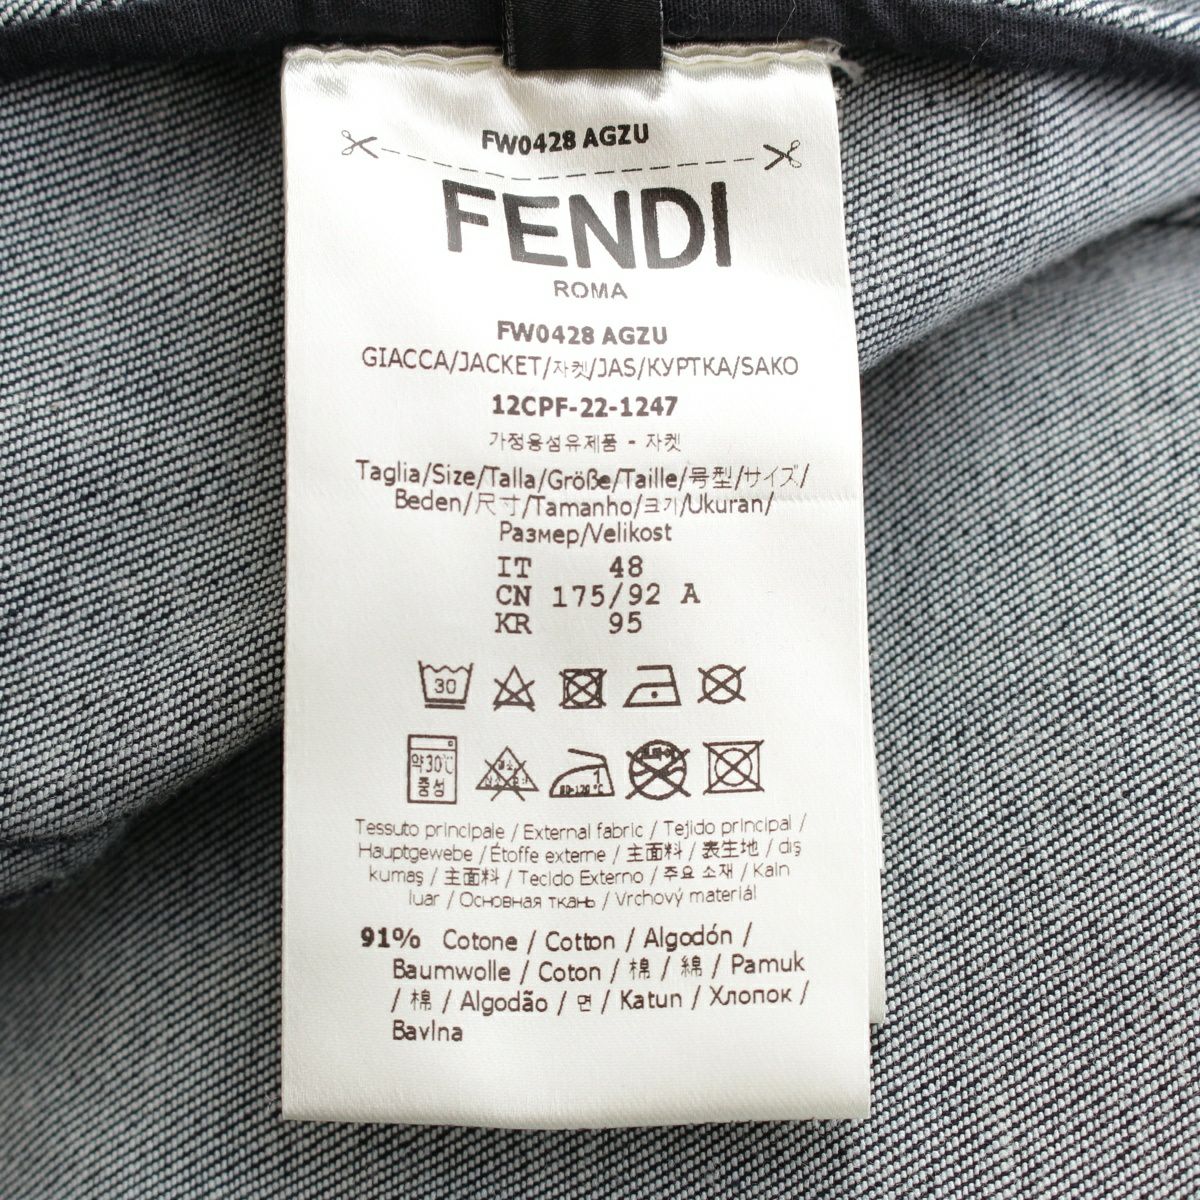 FW0428 AGZU
FENDI
ROMA
FW0428 AGZU
GIACCA/JACKET/자켓/JAS/КУРТКА/SAKO
12CPF-22-1247
가정용섬유제품 - 자켓
Taglia/Size/Talla/Größe/Taille/号型/サイズ/
Beden/尺寸/Tamanho/크기/Ukuran/
Размер/Velikost
IT 48
CN 175/92 A
KR 95
30
약30℃
중성
80-120℃
1
Tessuto principale / External fabric / Tejido principal /
Hauptgewebe / Étoffe externe / 主面料 / 表生地 / dış
kumaş / 主面料 / Tecido Externo / 주요 소재 / Kain
luar / Основная ткань / Vrchový materiál
91% Cotone / Cotton / Algodón /
Baumwolle / Coton / 棉 / 綿 / Pamuk
/ 棉 / Algodão / 면 / Katun / Хлопок /
Bavlna